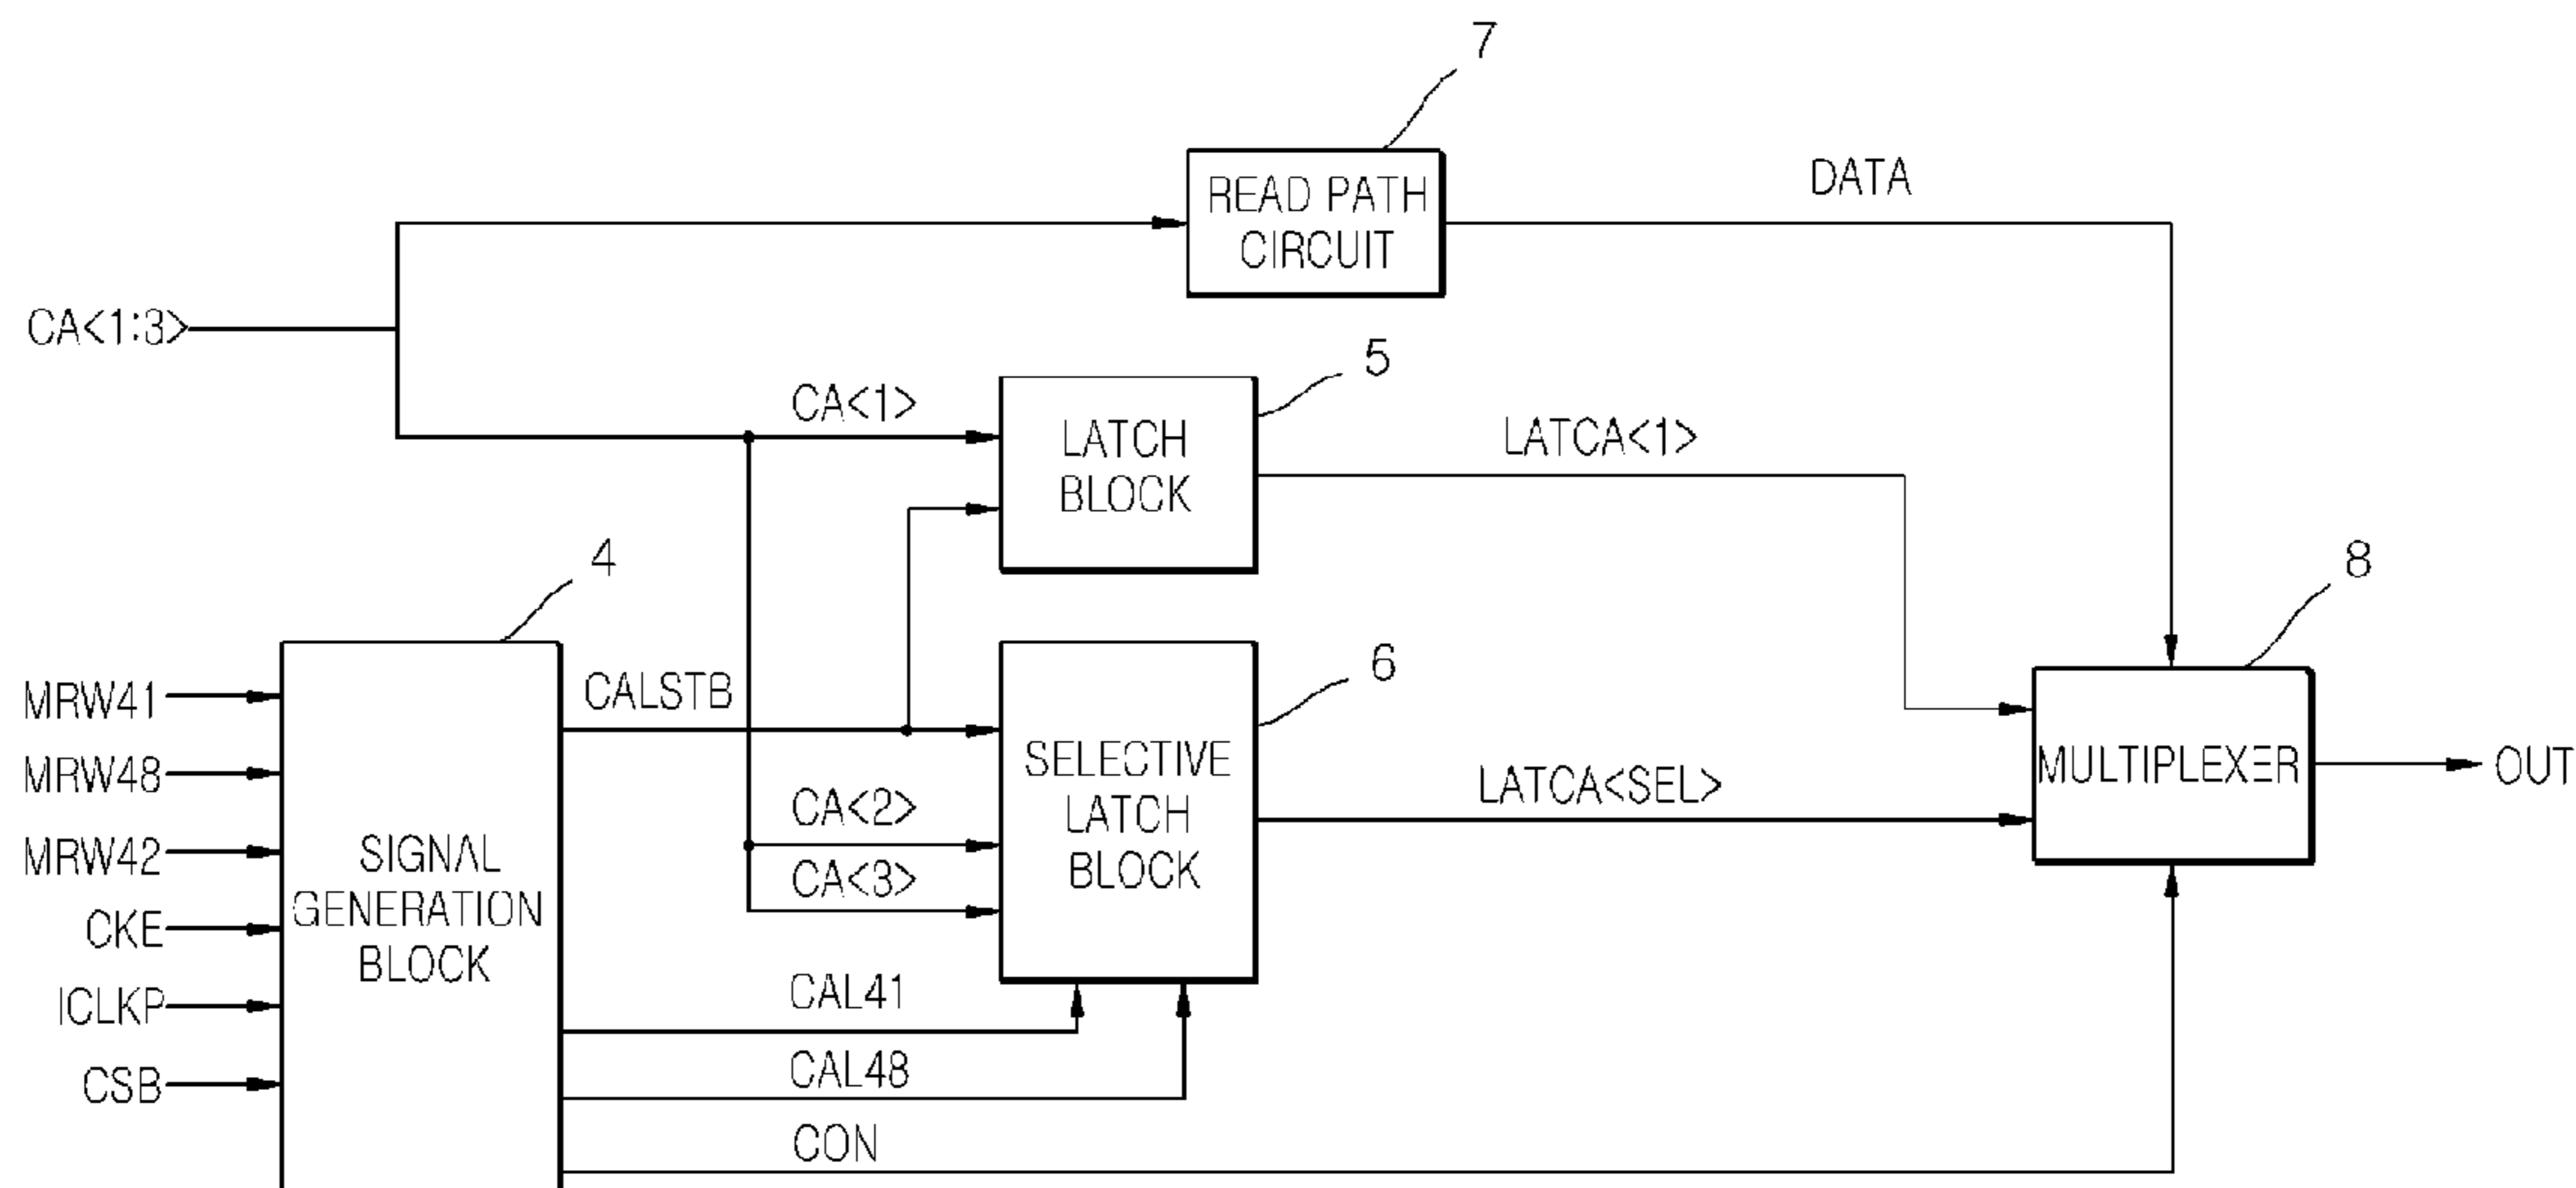 7
READ PATH
CIRCUIT
DATA
CA<1:3>
5
CA<1>
LATCH
BLOCK
LATCA<1>
4
8
6
MRW41
MRW48
MRW42
CKE
ICLKP
CSB
SIGNAL
GENERATION
BLOCK
CALSTB
CA<2>
CA<3>
SELECTIVE
LATCH
BLOCK
LATCA<SEL>
MULTIPLEXER
OUT
CAL41
CAL48
CON